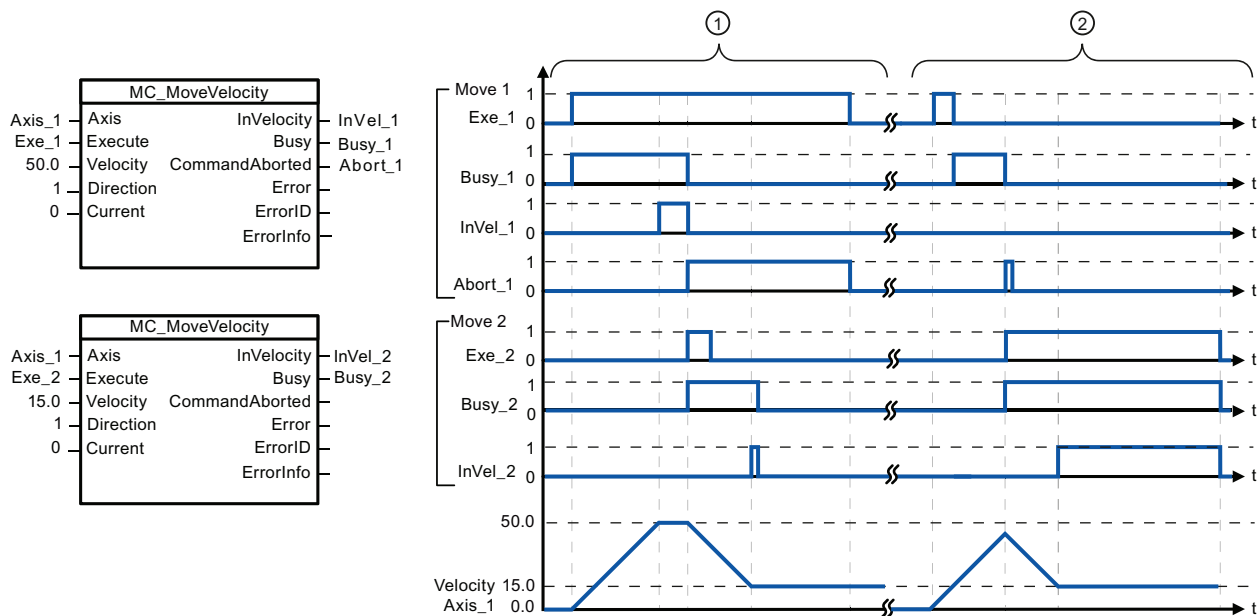 MC_MoveVelocity
Axis_1 Axis InVelocity InVel_1
Exe_1 Execute Busy Busy_1
50.0 Velocity CommandAborted Abort_1
1 Direction Error
0 Current ErrorID
ErrorInfo
MC_MoveVelocity
Axis_1 Axis InVelocity InVel_2
Exe_2 Execute Busy Busy_2
15.0 Velocity CommandAborted
1 Direction Error
0 Current ErrorID
ErrorInfo
1 2
Move 1
1
Exe_1 0 t
1
Busy_1 0 t
1
InVel_1 0 t
1
Abort_1 0 t
Move 2
1
Exe_2 0 t
1
Busy_2 0 t
1
InVel_2 0 t
50.0
Velocity 15.0
Axis_1 0.0 t